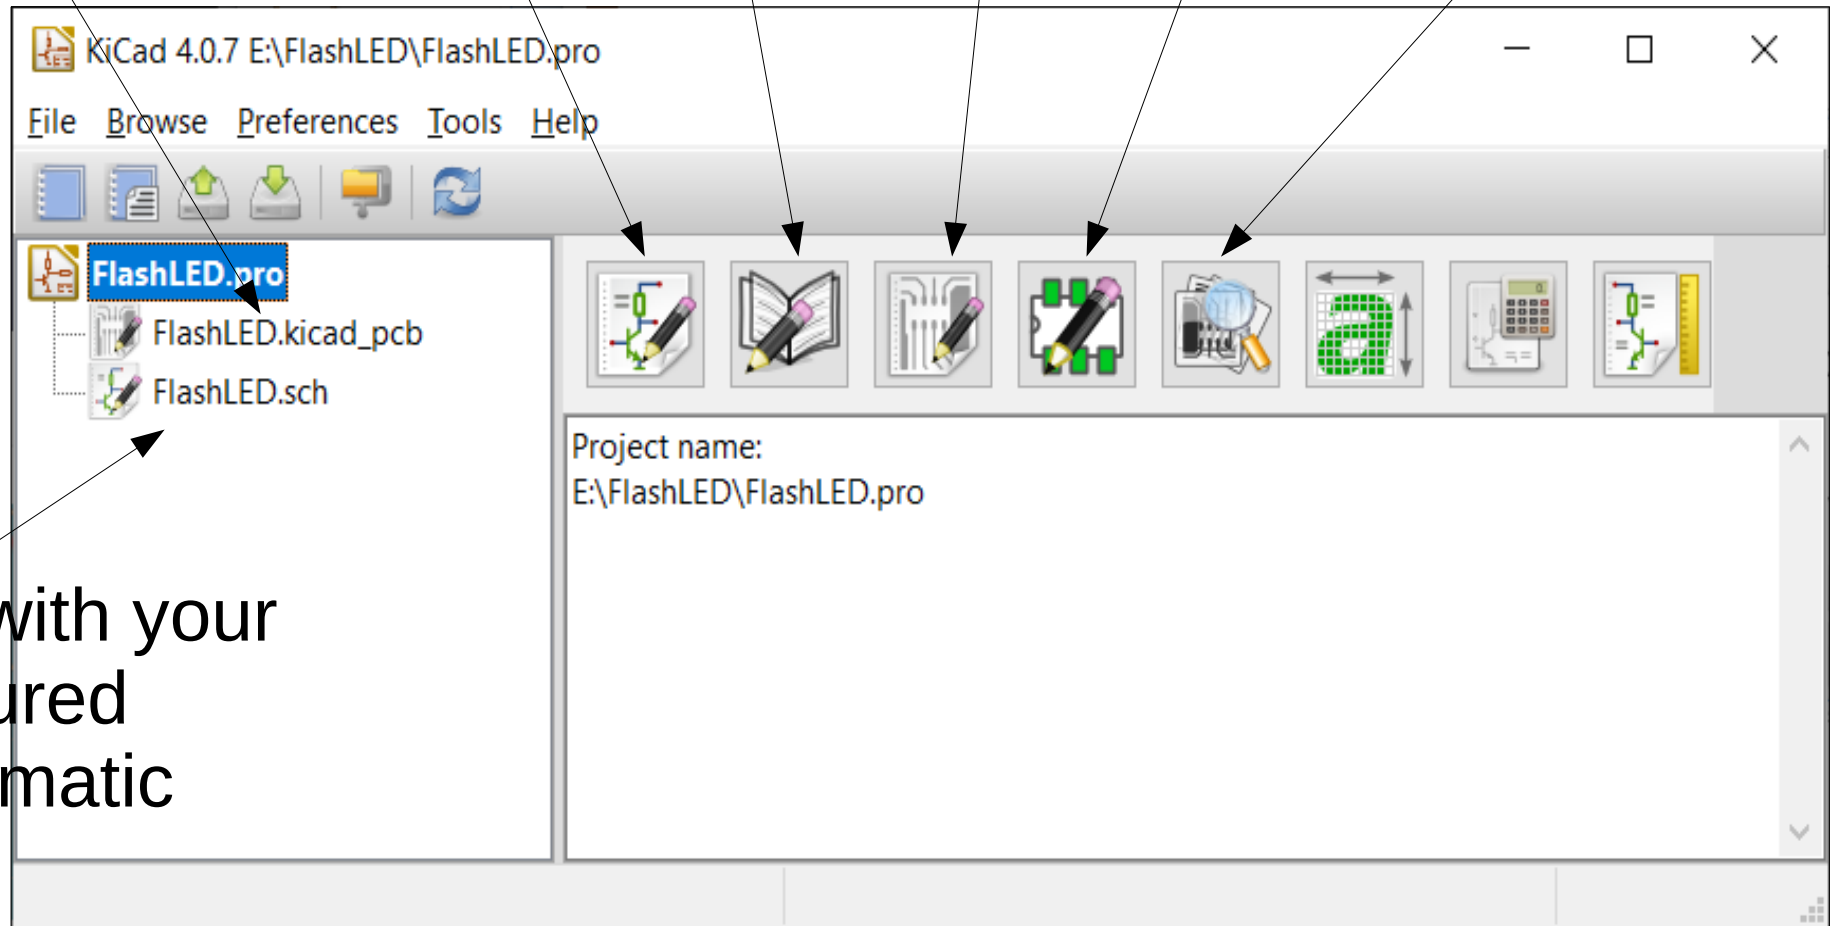 KiCad 4.0.7 E:\FlashLED\FlashLED.pro
File Browse Preferences Tools Help
FlashLED.pro
FlashLED.kicad_pcb
FlashLED.sch
Project name:
E:\FlashLED\FlashLED.pro
with your
ured
matic